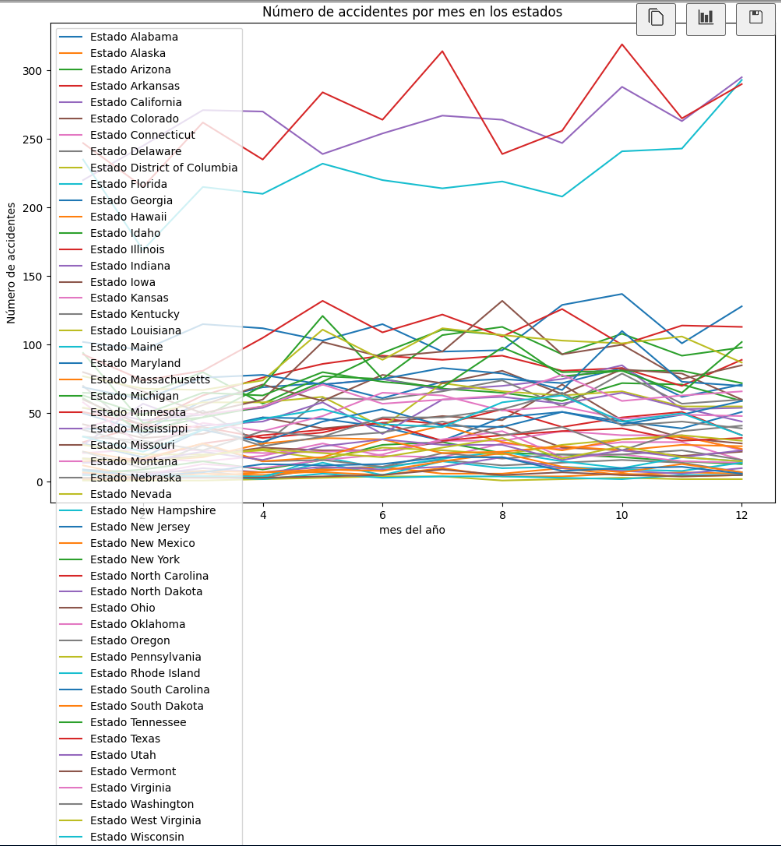 Número de accidentes por mes en los estados
Estado Alabama
Estado Alaska
Estado Arizona
Estado Arkansas
Estado California
Estado Colorado
Estado Connecticut
Estado Delaware
Estado District of Columbia
Estado Florida
Estado Georgia
Estado Hawaii
Estado Idaho
Estado Illinois
Estado Indiana
Estado Iowa
Estado Kansas
Estado Kentucky
Estado Louisiana
Estado Maine
Estado Maryland
Estado Massachusetts
Estado Michigan
Estado Minnesota
Estado Mississippi
Estado Missouri
Estado Montana
Estado Nebraska
Estado Nevada
Estado New Hampshire
Estado New Jersey
Estado New Mexico
Estado New York
Estado North Carolina
Estado North Dakota
Estado Ohio
Estado Oklahoma
Estado Oregon
Estado Pennsylvania
Estado Rhode Island
Estado South Carolina
Estado South Dakota
Estado Tennessee
Estado Texas
Estado Utah
Estado Vermont
Estado Virginia
Estado Washington
Estado West Virginia
Estado Wisconsin
Número de accidentes
300
250
200
150
100
50
0
4
6
8
10
12
mes del año